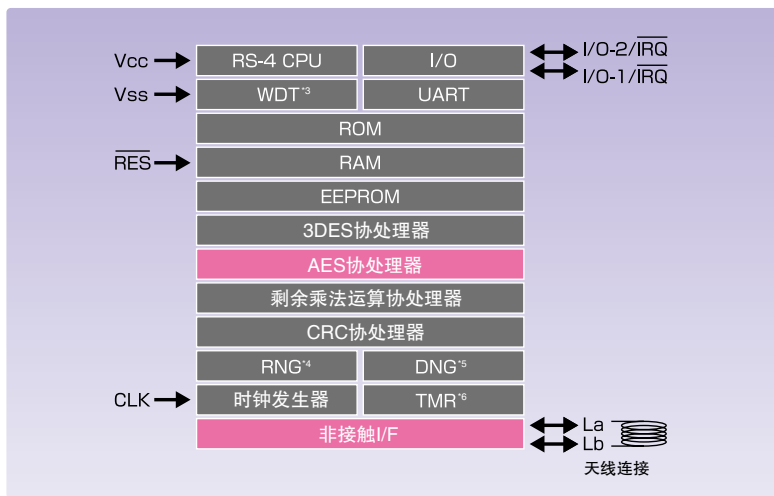 Vcc RS-4 CPU I/O I/O-2/IRQ
I/O-1/IRQ
Vss WDT*3 UART
ROM
RES RAM
EEPROM
3DES协处理器
AES协处理器
剩余乘法运算协处理器
CRC协处理器
RNG*4 DNG*5
CLK 时钟发生器 TMR*6
非接触I/F La
Lb
天线连接